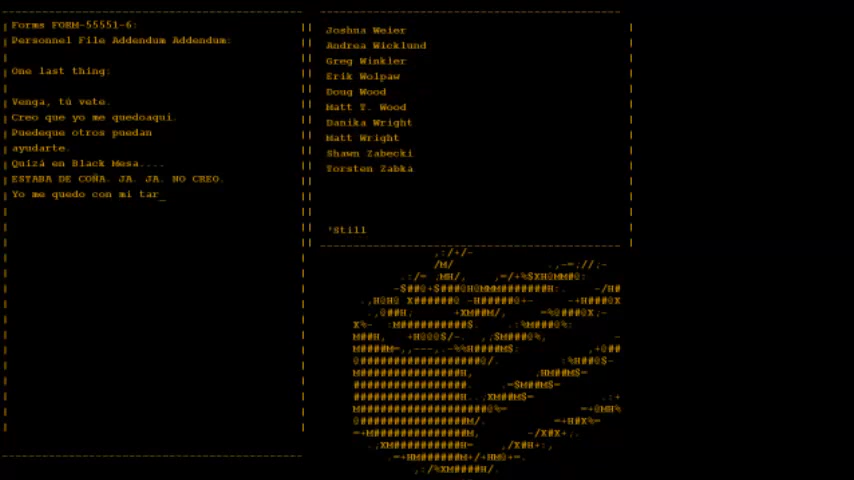 Forms FORM-55551-6:
Personnel File Addendum Addendum:
One last thing:
Venga, tú vete.
Creo que yo me quedoaquí.
Puedeque otros puedan
ayudarte.
Quizá en Black Mesa....
ESTABA DE COÑA. JA. JA. NO CREO.
Yo me quedo con mi tar_
Joshua Weier
Andrea Wicklund
Greg Winkler
Erik Wolpaw
Doug Wood
Matt T. Wood
Danika Wright
Matt Wright
Shawn Zabecki
Torsten Zabka
'Still